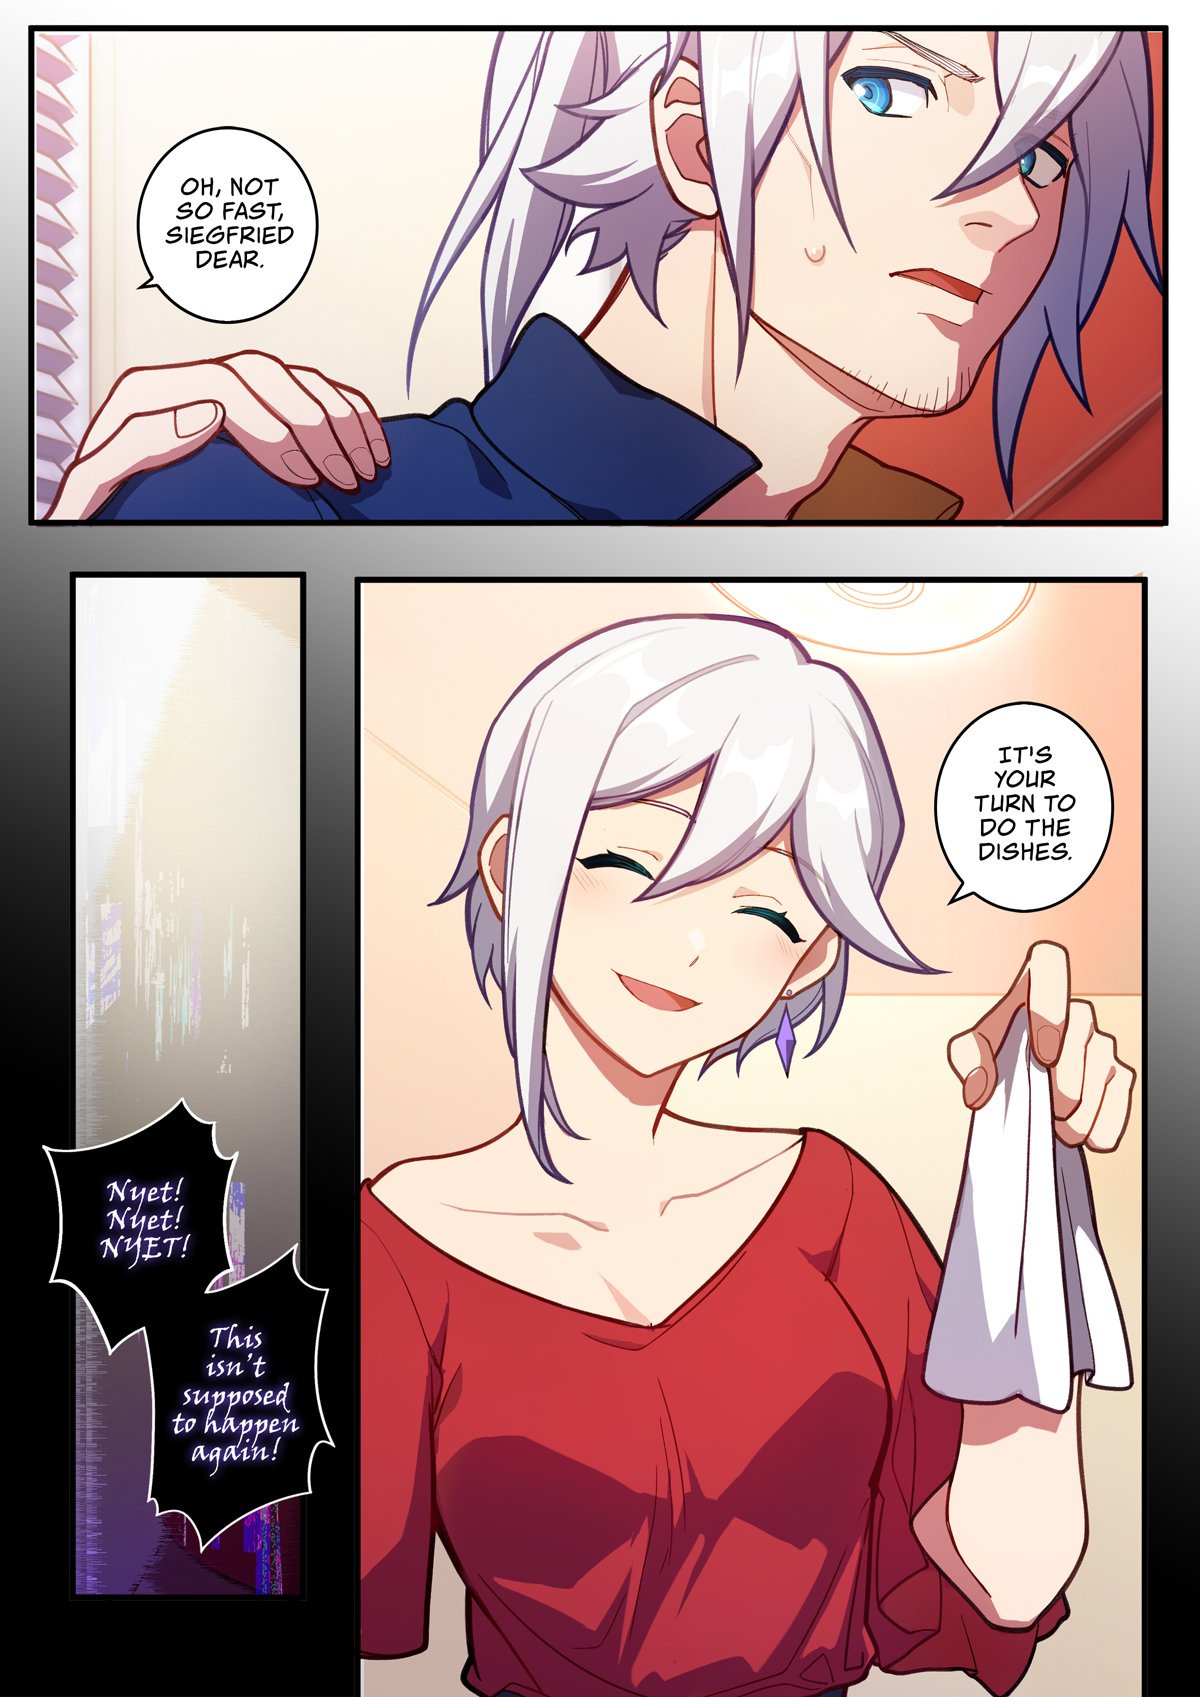 OH, NOT
SO FAST,
SIEGFRIED
DEAR.
IT'S
YOUR
TURN TO
DO THE
DISHES.
Nyet!
Nyet!
NYET!
This
isn't
supposed
to happen
again!